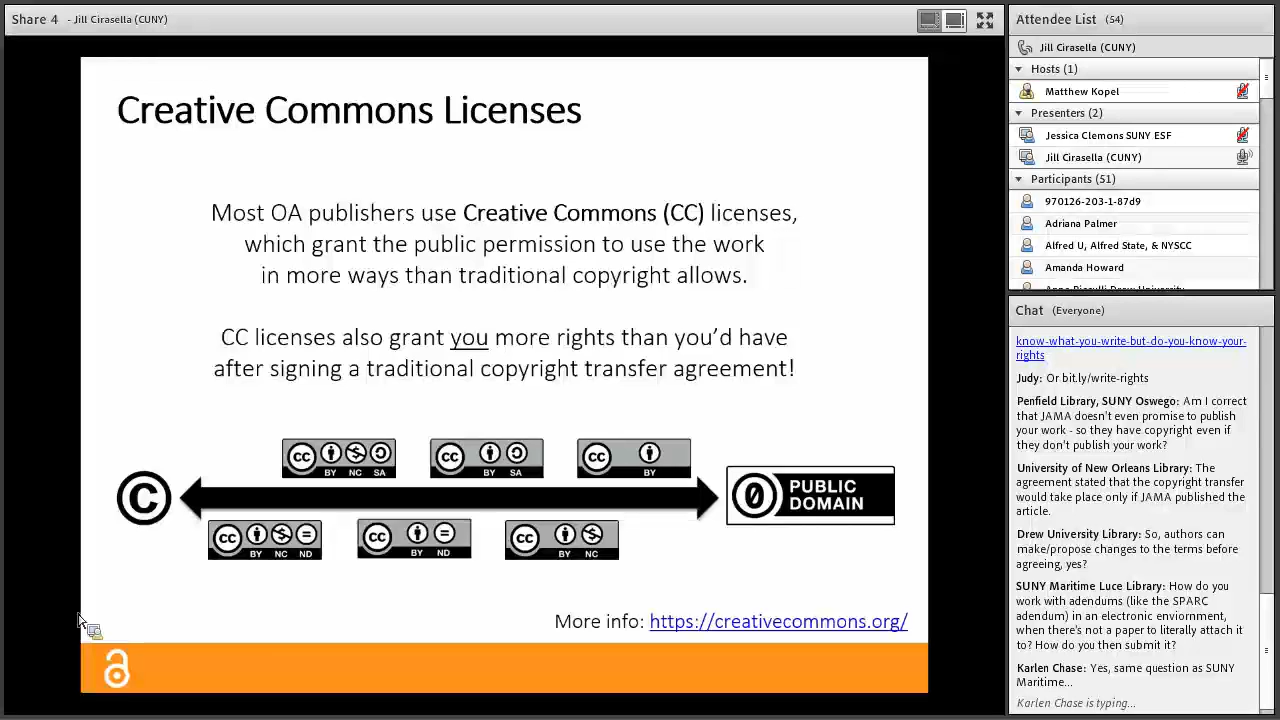 Share 4 - Jill Cirasella (CUNY)
Creative Commons Licenses
Most OA publishers use Creative Commons (CC) licenses,
which grant the public permission to use the work
in more ways than traditional copyright allows.
CC licenses also grant you more rights than you’d have
after signing a traditional copyright transfer agreement!
cc BY NC SA
cc BY SA
cc BY
C
0 PUBLIC
DOMAIN
cc BY NC ND
cc BY ND
cc BY NC
More info: https://creativecommons.org/
Attendee List (54)
Jill Cirasella (CUNY)
Hosts (1)
Matthew Kopel
Presenters (2)
Jessica Clemons SUNY ESF
Jill Cirasella (CUNY)
Participants (51)
970126-203-1-87d9
Adriana Palmer
Alfred U, Alfred State, & NYSCC
Amanda Howard
Chat (Everyone)
know-what-you-write-but-do-you-know-your-
rights
Judy: Or bit.ly/write-rights
Penfield Library, SUNY Oswego: Am I correct
that JAMA doesn't even promise to publish
your work - so they have copyright even if
they don't publish your work?
University of New Orleans Library: The
agreement stated that the copyright transfer
would take place only if JAMA published the
article.
Drew University Library: So, authors can
make/propose changes to the terms before
agreeing, yes?
SUNY Maritime Luce Library: How do you
work with adendums (like the SPARC
adendum) in an electronic enviornment, when
there's not a paper to literally attach it
to? How do you then submit it?
Karlen Chase: Yes, same question as SUNY
Maritime...
Karlen Chase is typing...